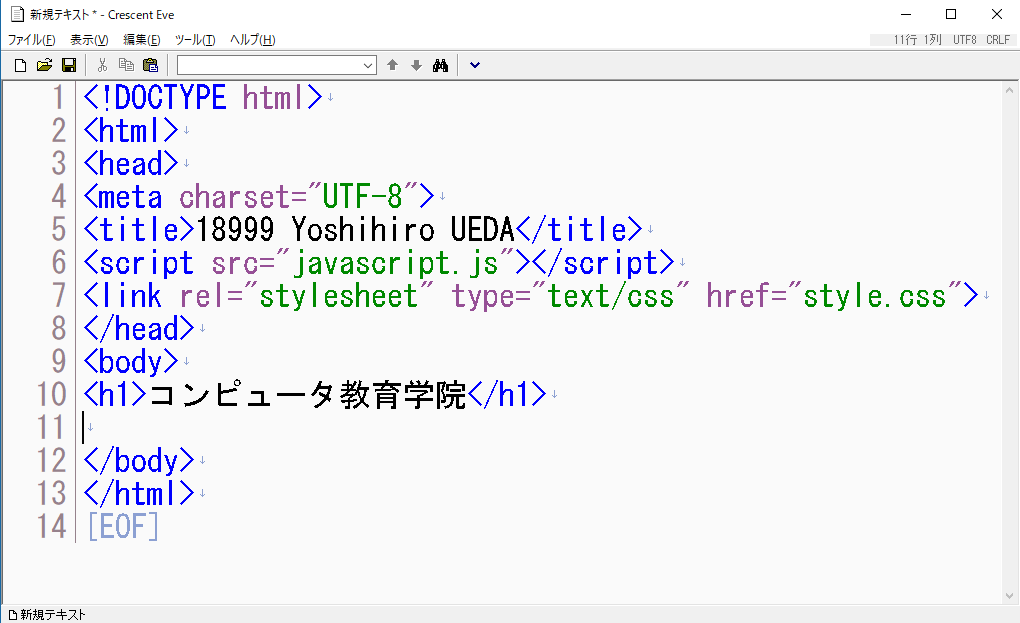 新規テキスト * - Crescent Eve
ファイル(F) 表示(V) 編集(E) ツール(T) ヘルプ(H) 11行 1列 UTF8 CRLF
1 <!DOCTYPE html>↓
2 <html>↓
3 <head>↓
4 <meta charset="UTF-8">↓
5 <title>18999 Yoshihiro UEDA</title>↓
6 <script src="javascript.js"></script>↓
7 <link rel="stylesheet" type="text/css" href="style.css">↓
8 </head>↓
9 <body>↓
10 <h1>コンピュータ教育学院</h1>↓
11 ↓
12 </body>↓
13 </html>↓
14 [EOF]
新規テキスト